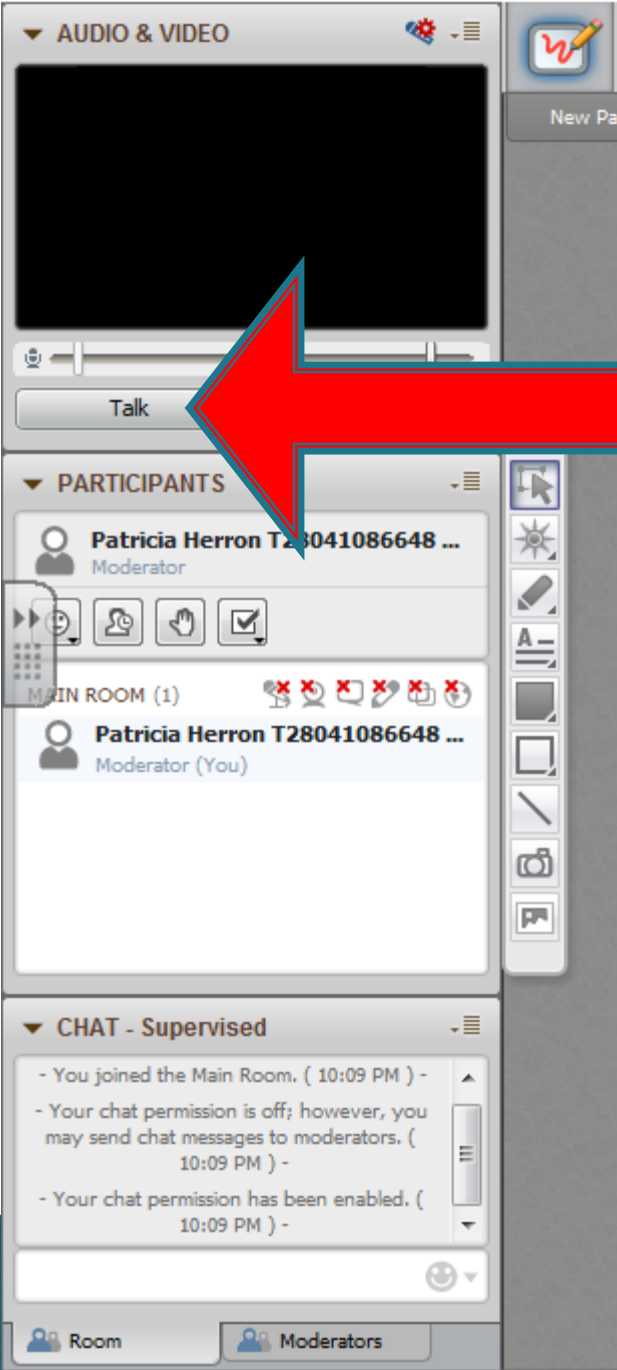 AUDIO & VIDEO
New Pa
Talk
PARTICIPANTS
Patricia Herron T28041086648 ...
Moderator
MAIN ROOM (1)
Patricia Herron T28041086648 ...
Moderator (You)
CHAT - Supervised
- You joined the Main Room. ( 10:09 PM ) -
- Your chat permission is off; however, you
may send chat messages to moderators. (
10:09 PM ) -
- Your chat permission has been enabled. (
10:09 PM ) -
Room
Moderators